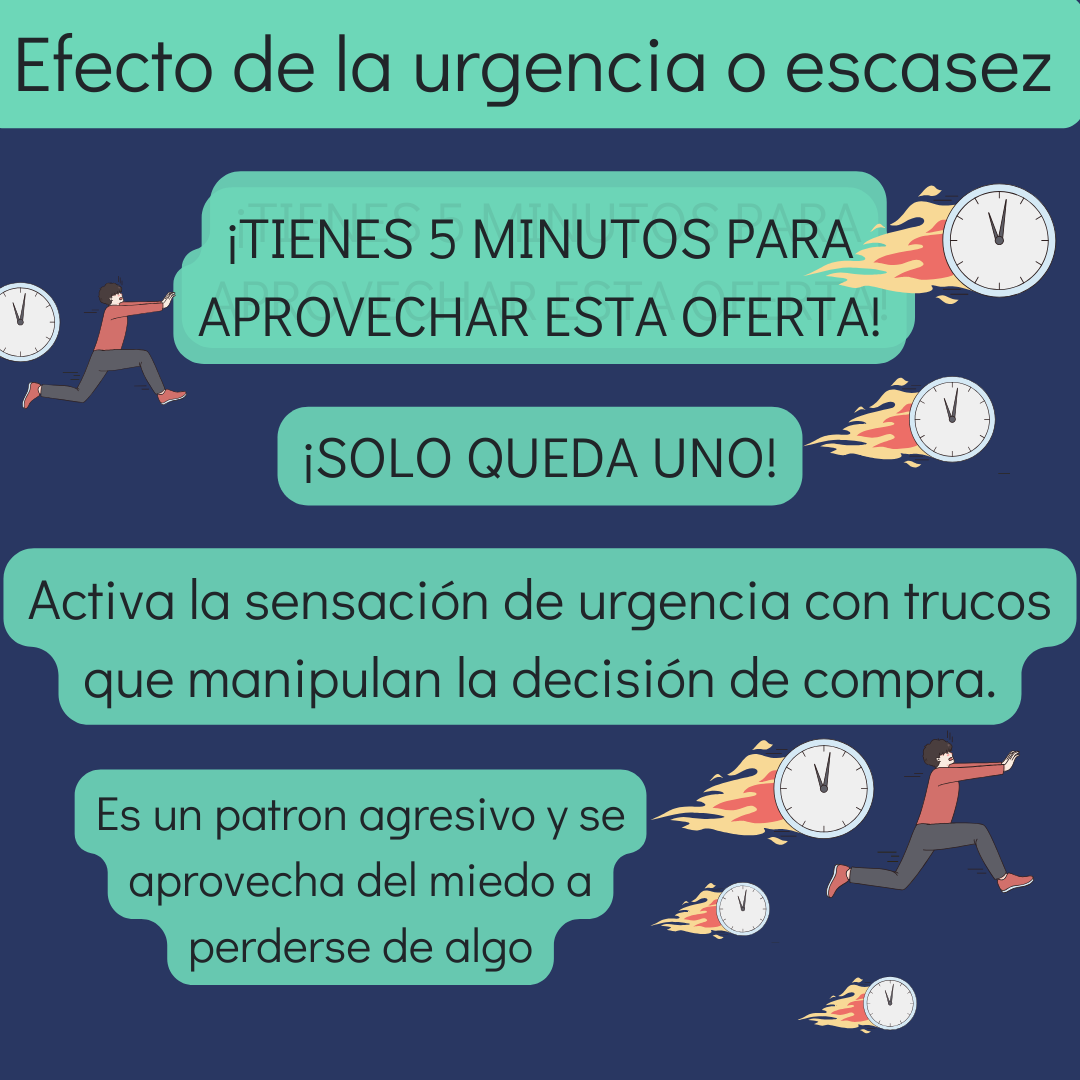 Efecto de la urgencia o escasez
¡TIENES 5 MINUTOS PARA
APROVECHAR ESTA OFERTA!
¡SOLO QUEDA UNO!
Activa la sensación de urgencia con trucos
que manipulan la decisión de compra.
Es un patron agresivo y se
aprovecha del miedo a
perderse de algo